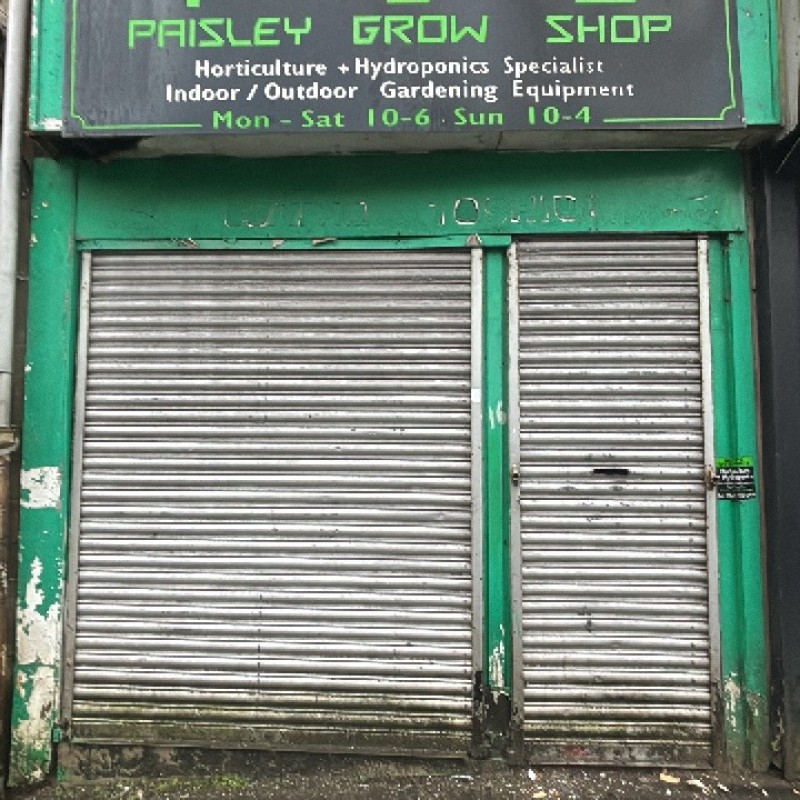 PAISLEY GROW SHOP
Horticulture + Hydroponics Specialist
Indoor / Outdoor Gardening Equipment
Mon - Sat 10-6 . Sun 10-4